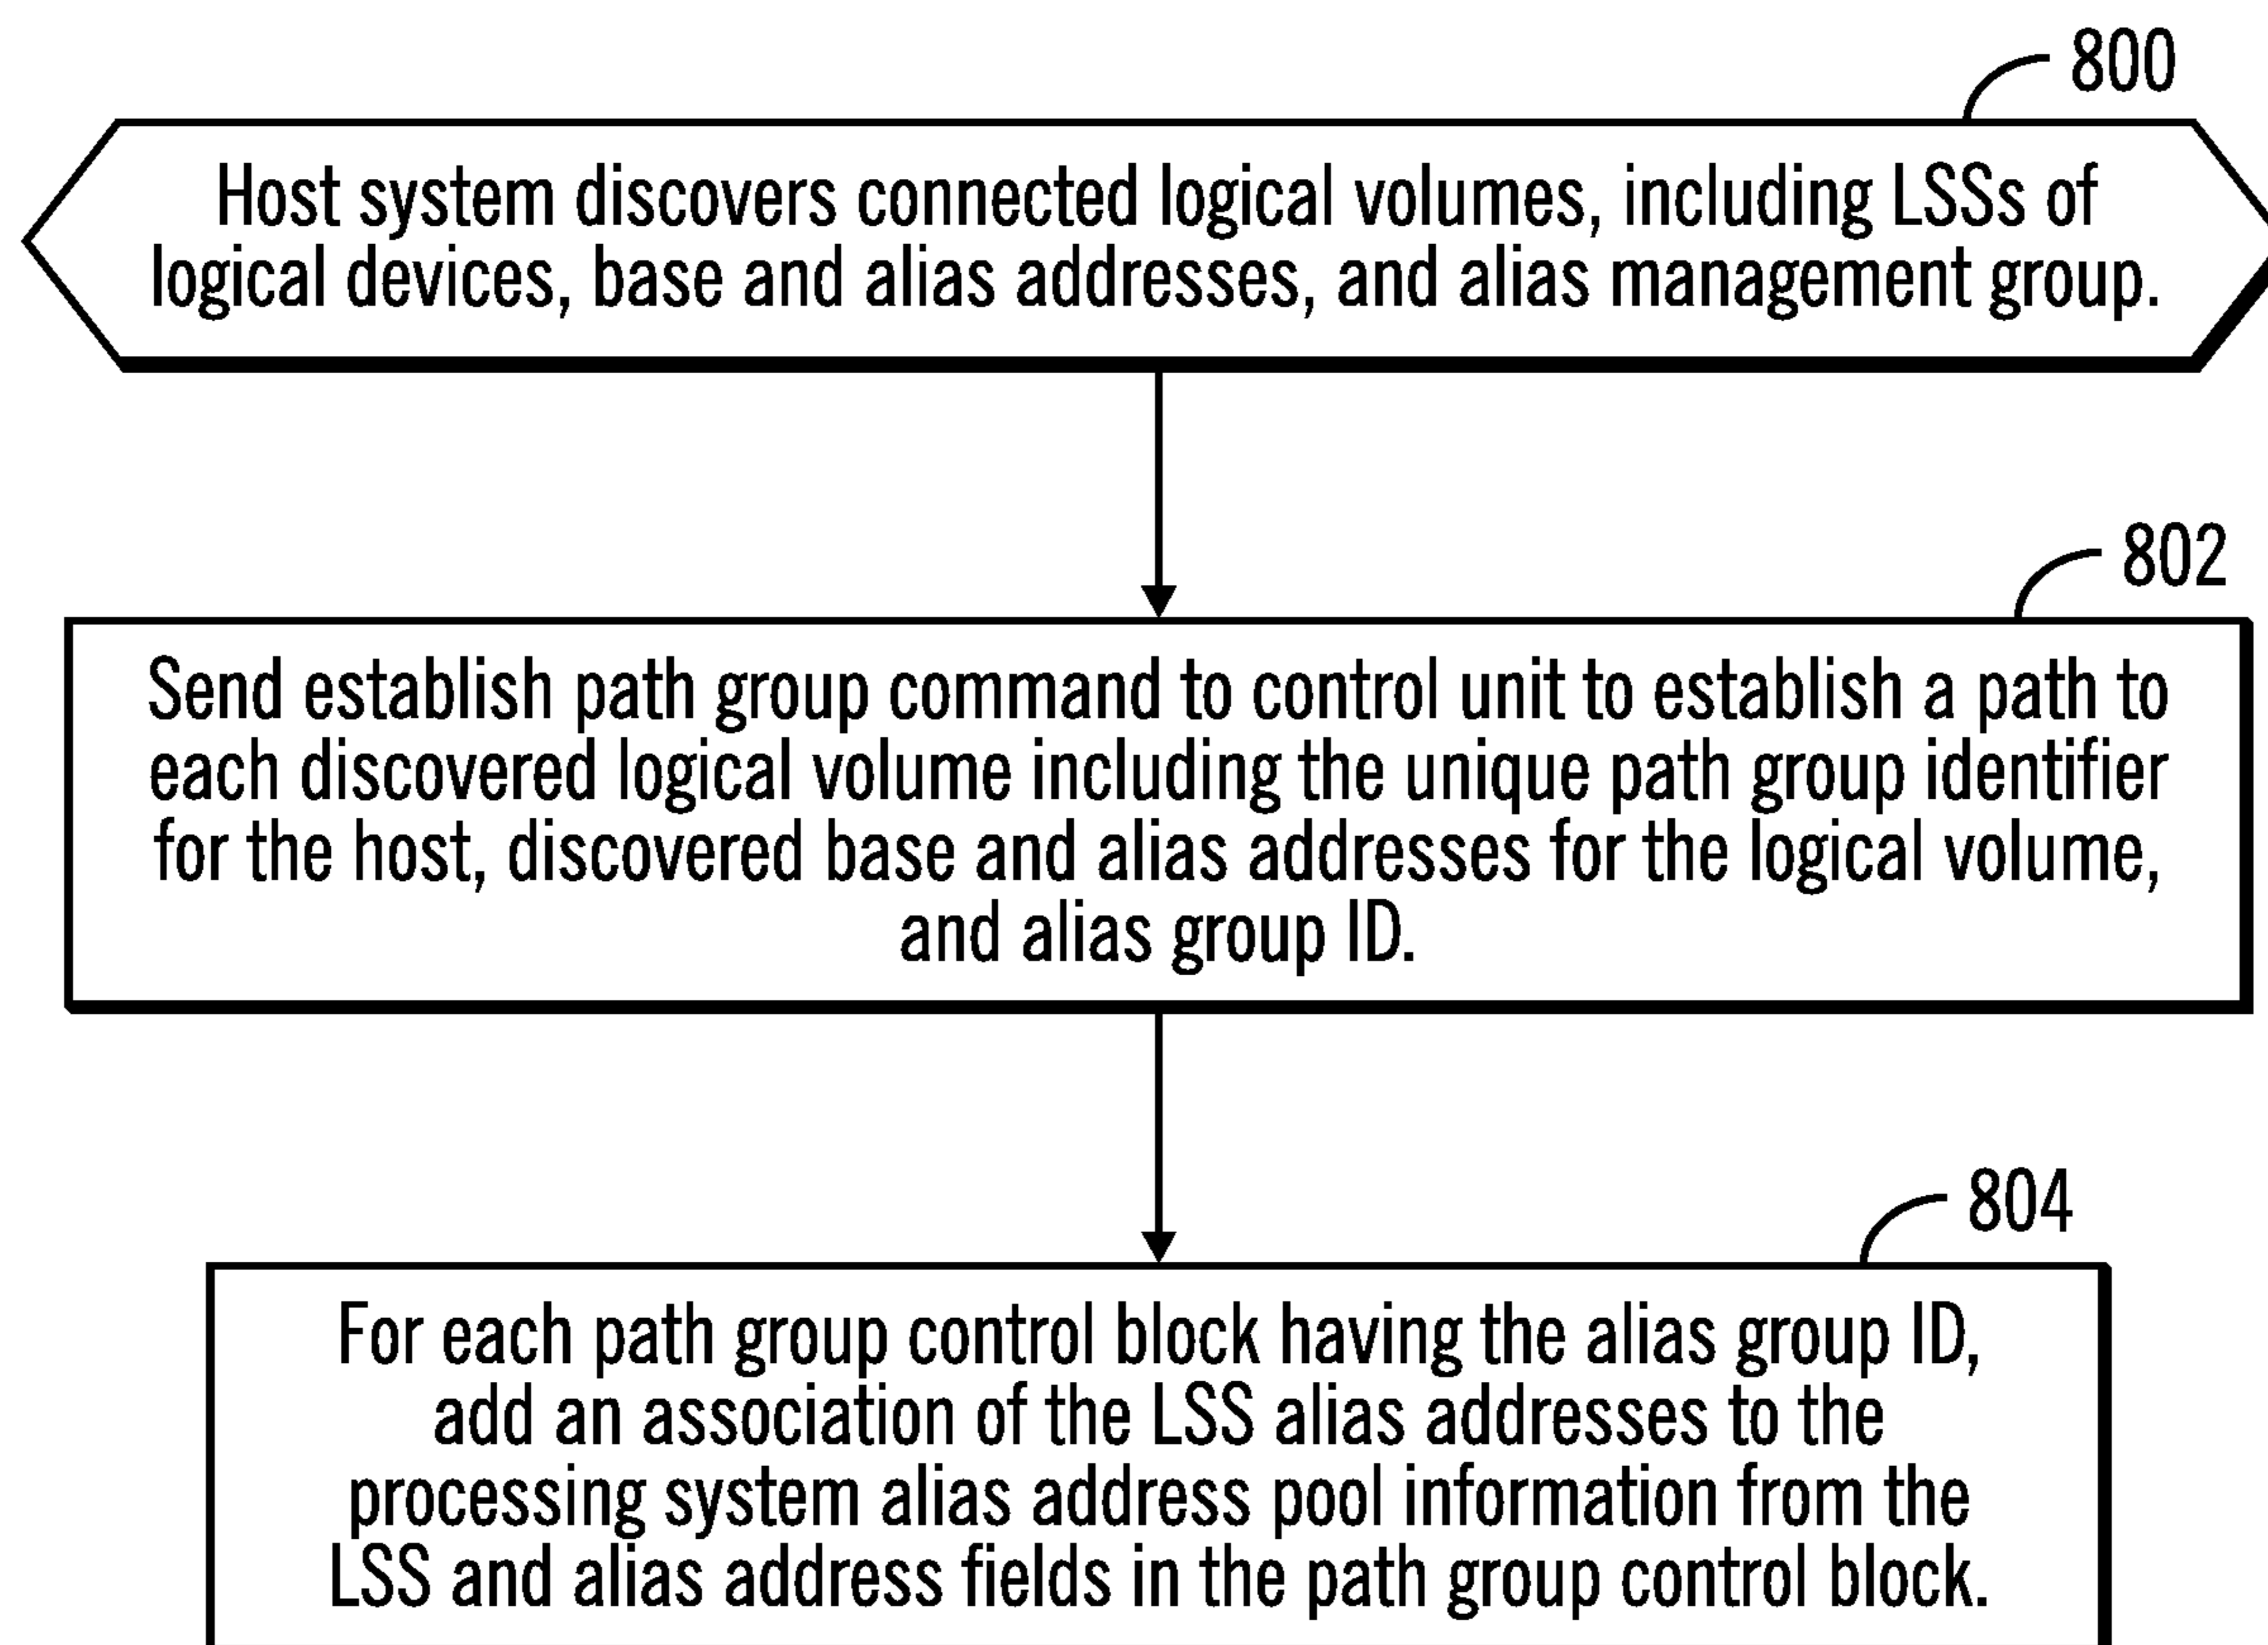 800
Host system discovers connected logical volumes, including LSSs of
logical devices, base and alias addresses, and alias management group.
802
Send establish path group command to control unit to establish a path to
each discovered logical volume including the unique path group identifier
for the host, discovered base and alias addresses for the logical volume,
and alias group ID.
804
For each path group control block having the alias group ID,
add an association of the LSS alias addresses to the
processing system alias address pool information from the
LSS and alias address fields in the path group control block.